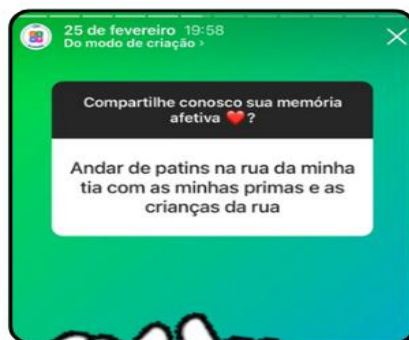 25 de fevereiro 19:58
Do modo de criação ›
Compartilhe conosco sua memória
afetiva ❤️ ?
Andar de patins na rua da minha
tia com as minhas primas e as
crianças da rua